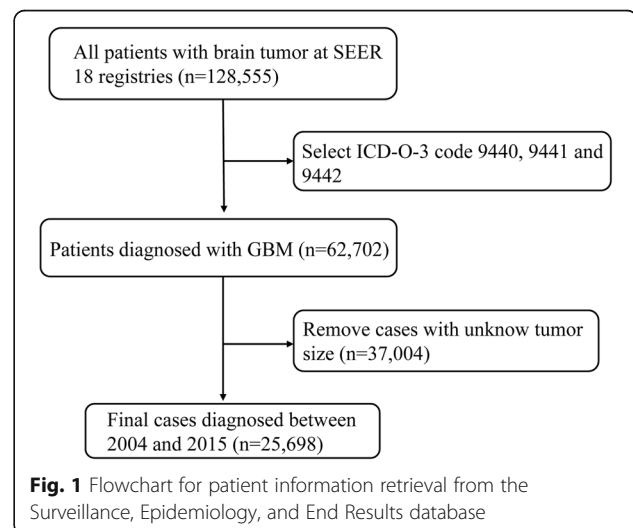 All patients with brain tumor at SEER
18 registries (n=128,555)
Select ICD-O-3 code 9440, 9441 and
9442
Patients diagnosed with GBM (n=62,702)
Remove cases with unknow tumor
size (n=37,004)
Final cases diagnosed between
2004 and 2015 (n=25,698)
Fig. 1 Flowchart for patient information retrieval from the
Surveillance, Epidemiology, and End Results database